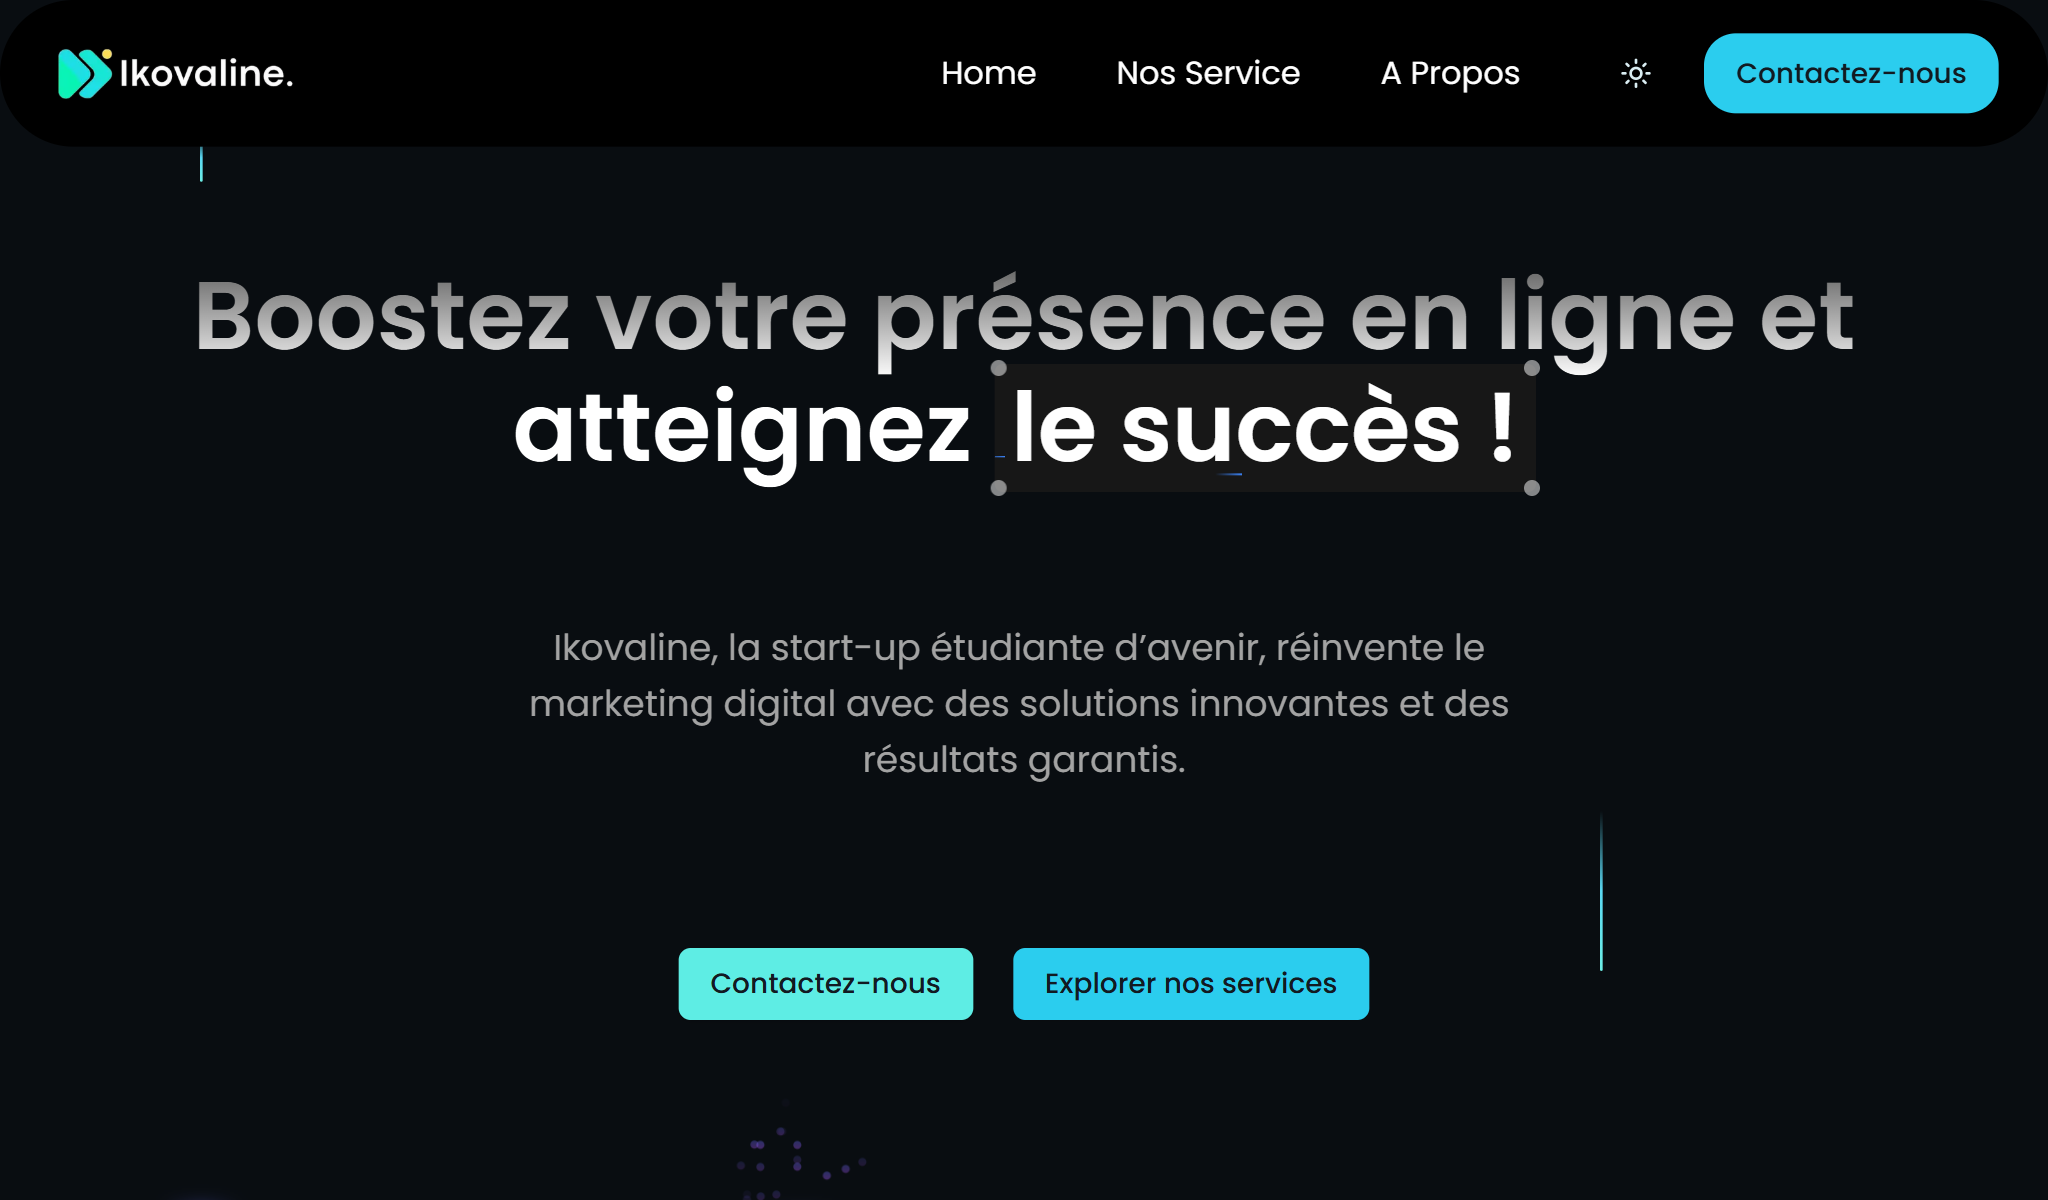 Ikovaline.
Home
Nos Service
A Propos
Contactez-nous
Boostez votre présence en ligne et
atteignez le succès !
Ikovaline, la start-up étudiante d’avenir, réinvente le
marketing digital avec des solutions innovantes et des
résultats garantis.
Contactez-nous
Explorer nos services